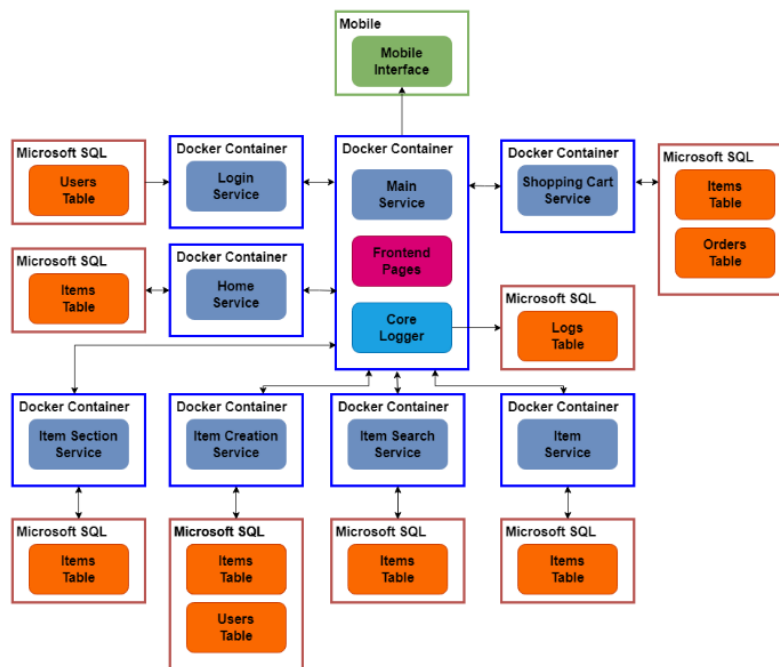 Mobile
Mobile
Interface
Microsoft SQL
Users
Table
Docker Container
Login
Service
Docker Container
Main
Service
Frontend
Pages
Core
Logger
Docker Container
Shopping Cart
Service
Microsoft SQL
Items
Table
Orders
Table
Microsoft SQL
Items
Table
Docker Container
Home
Service
Microsoft SQL
Logs
Table
Docker Container
Item Section
Service
Docker Container
Item Creation
Service
Docker Container
Item Search
Service
Docker Container
Item
Service
Microsoft SQL
Items
Table
Microsoft SQL
Items
Table
Users
Table
Microsoft SQL
Items
Table
Microsoft SQL
Items
Table